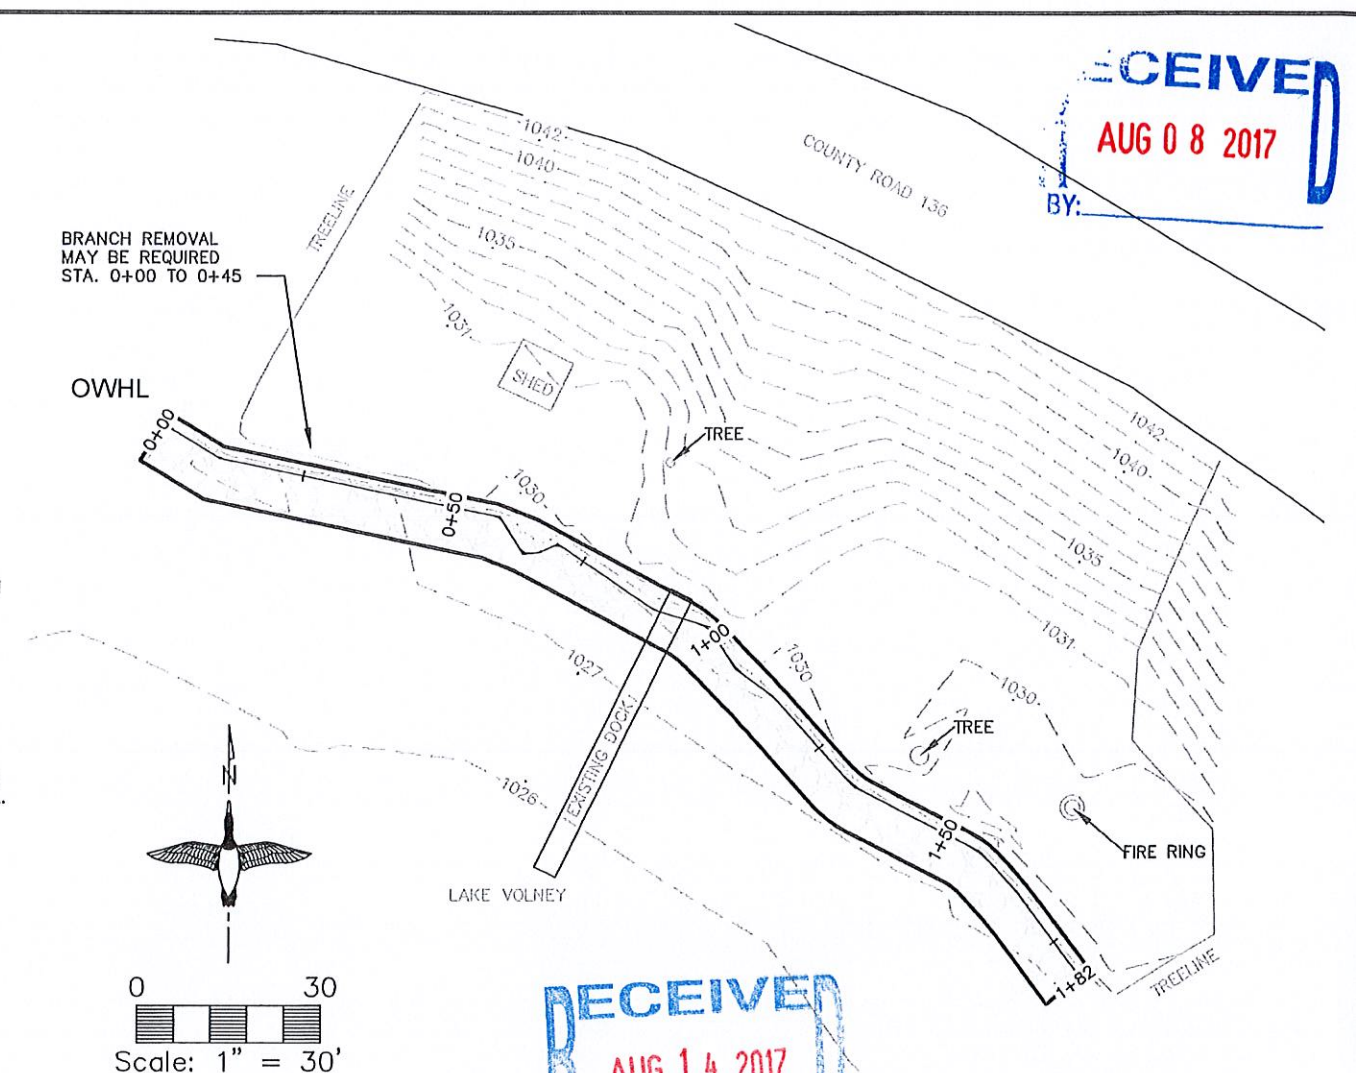 ECEIVED
AUG 0 8 2017
BY:
1042
1040
COUNTY ROAD 136
TREELINE
BRANCH REMOVAL
MAY BE REQUIRED
STA. 0+00 TO 0+45
1035
1031
SHED
OWHL
0+00
TREE
1042
1040
1030
0+50
1035
1+00
1030
1031
1027
1030
TREE
EXISTING DOCK
N
1026
1+50
FIRE RING
LAKE VOLNEY
TREELINE
1+82
0 30
Scale: 1" = 30'
RECEIVED
AUG 1 4 2017